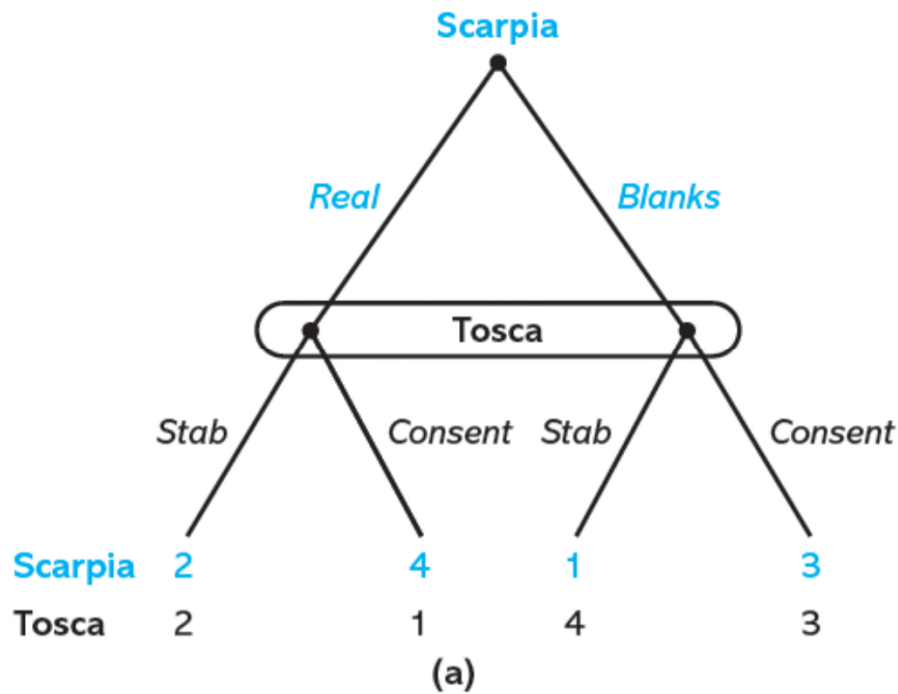 Scarpia
Real Blanks
Tosca
Stab Consent Stab Consent
Scarpia 2 4 1 3
Tosca 2 1 4 3
(a)